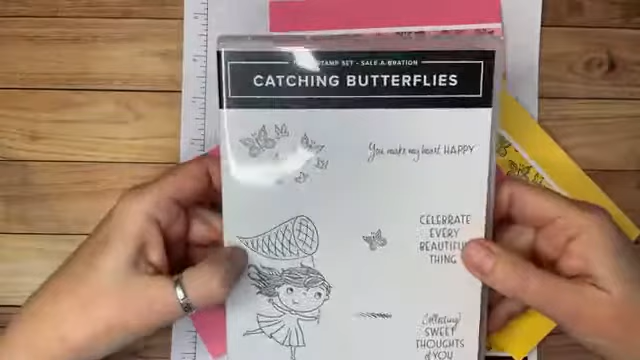 STAMP SET • SALE-A-BRATION
CATCHING BUTTERFLIES
You make my heart HAPPY
CELEBRATE
EVERY
BEAUTIFUL
THING
Collecting
SWEET
THOUGHTS
of YOU